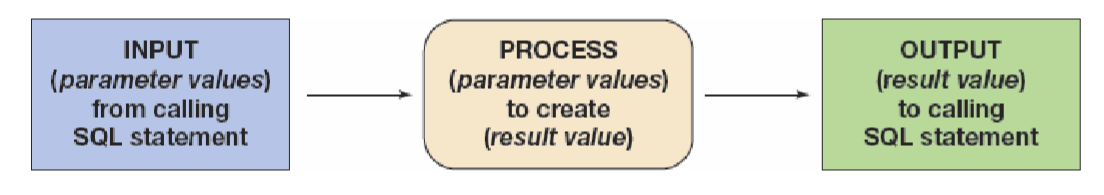 INPUT
(parameter values)
from calling
SQL statement
PROCESS
(parameter values)
to create
(result value)
OUTPUT
(result value)
to calling
SQL statement